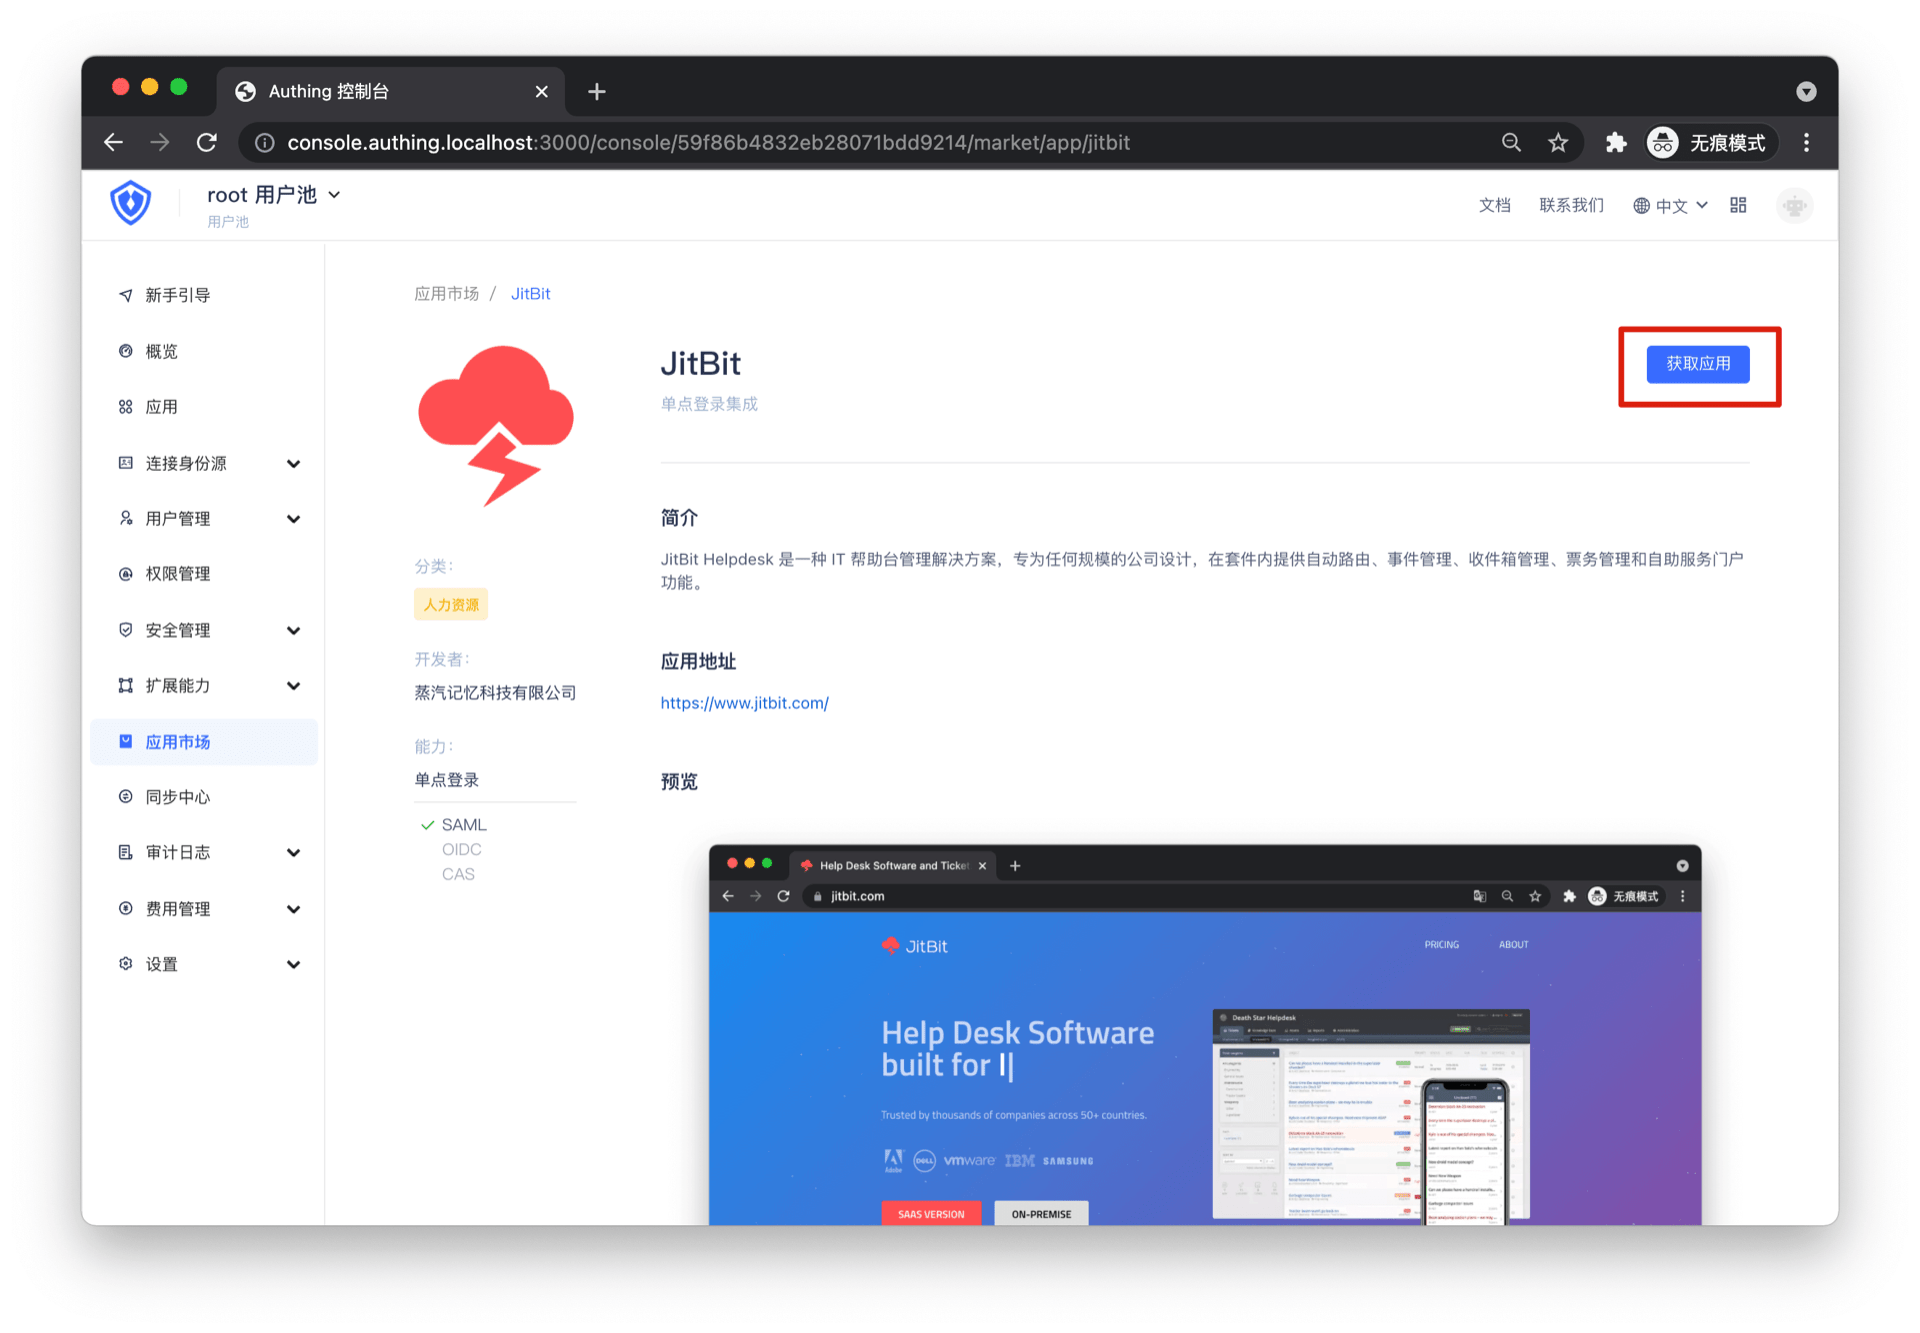 Authing 控制台
console.authing.localhost:3000/console/59f86b4832eb28071bdd9214/market/app/jitbit
无痕模式
root 用户池
用户池
文档
联系我们
中文
新手引导
概览
应用
连接身份源
用户管理
权限管理
安全管理
扩展能力
应用市场
同步中心
审计日志
费用管理
设置
应用市场 / JitBit
JitBit
单点登录集成
获取应用
分类：
人力资源
开发者：
蒸汽记忆科技有限公司
能力：
单点登录
SAML
OIDC
CAS
简介
JitBit Helpdesk 是一种 IT 帮助台管理解决方案，专为任何规模的公司设计，在套件内提供自动路由、事件管理、收件箱管理、票务管理和自助服务门户
功能。
应用地址
https://www.jitbit.com/
预览
Help Desk Software and Ticket
jitbit.com
无痕模式
JitBit
PRICING
ABOUT
Help Desk Software
built for I|
Trusted by thousands of companies across 50+ countries.
Adobe
DELL
vmware
IBM
SAMSUNG
SAAS VERSION
ON-PREMISE
Death Star Helpdesk